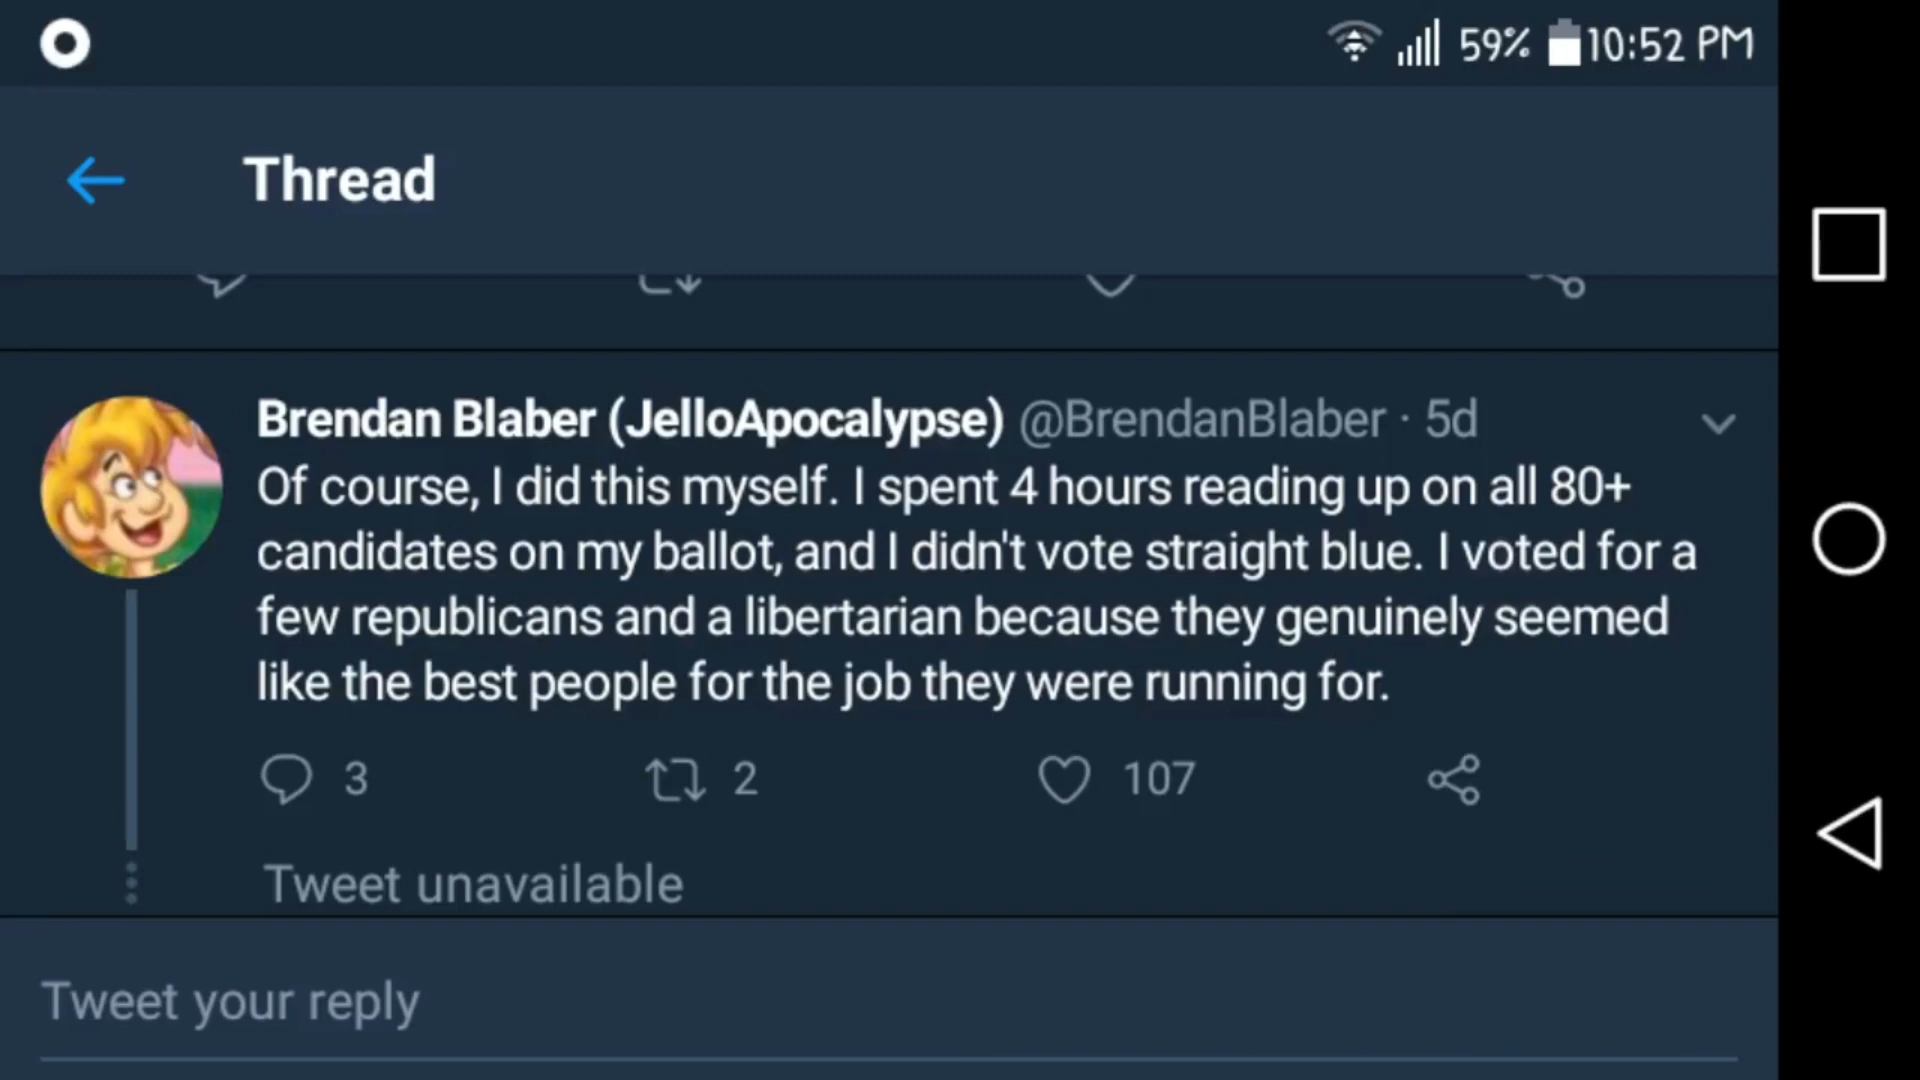 59% 10:52 PM
Thread
Brendan Blaber (JelloApocalypse) @BrendanBlaber · 5d
Of course, I did this myself. I spent 4 hours reading up on all 80+
candidates on my ballot, and I didn't vote straight blue. I voted for a
few republicans and a libertarian because they genuinely seemed
like the best people for the job they were running for.
3 2 107
Tweet unavailable
Tweet your reply